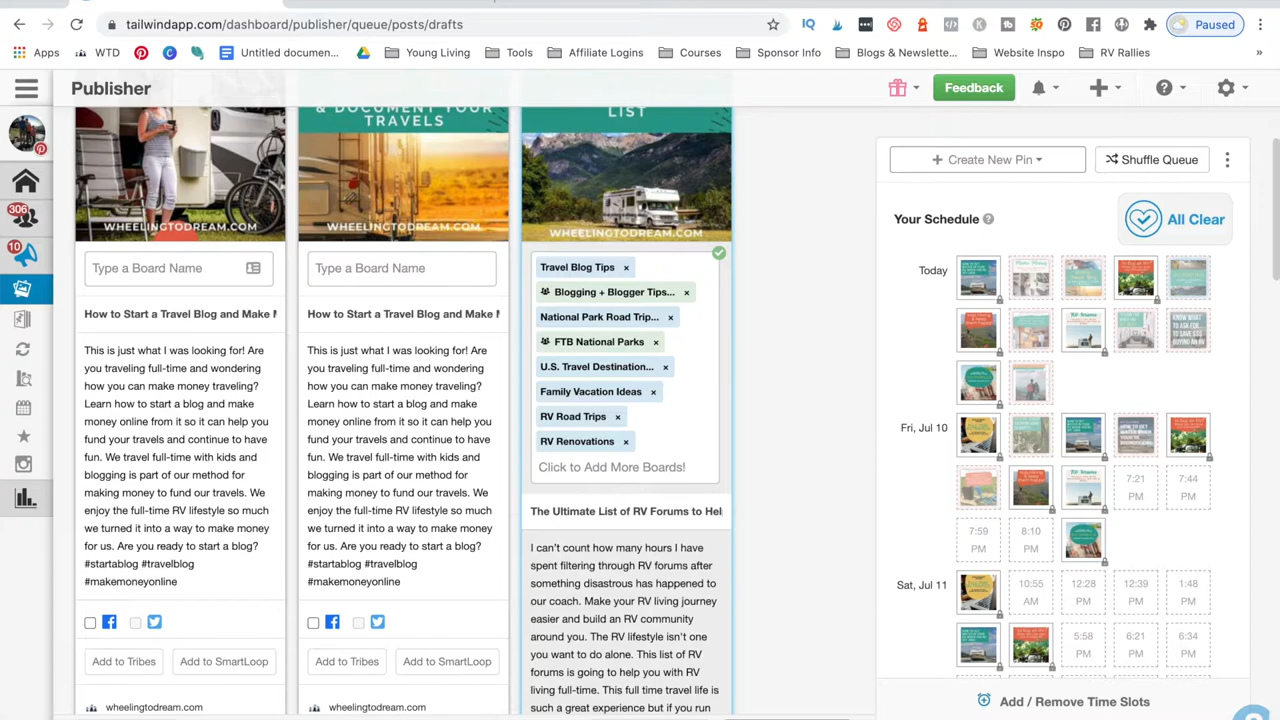 tailwindapp.com/dashboard/publisher/queue/posts/drafts
Paused
Apps
WTD
Untitled documen...
Young Living
Tools
Affiliate Logins
Courses
Sponsor Info
Blogs & Newslette...
Website Inspo
RV Rallies
»
Publisher
Feedback
306
10
WHEELINGTODREAM.COM
Type a Board Name
How to Start a Travel Blog and Make M
This is just what I was looking for! Are
you traveling full-time and wondering
how you can make money traveling?
Learn how to start a blog and make
money online from it so it can help you
fund your travels and continue to have
fun. We travel full-time with kids and
blogging is part of our method for
making money to fund our travels. We
enjoy the full-time RV lifestyle so much
we turned it into a way to make money
for us. Are you ready to start a blog?
#startablog #travelblog
#makemoneyonline
Add to Tribes
Add to SmartLoop
wheelingtodream.com
& DOCUMENT YOUR
TRAVELS
WHEELINGTODREAM.COM
Type a Board Name
How to Start a Travel Blog and Make M
This is just what I was looking for! Are
you traveling full-time and wondering
how you can make money traveling?
Learn how to start a blog and make
money online from it so it can help you
fund your travels and continue to have
fun. We travel full-time with kids and
blogging is part of our method for
making money to fund our travels. We
enjoy the full-time RV lifestyle so much
we turned it into a way to make money
for us. Are you ready to start a blog?
#startablog #travelblog
#makemoneyonline
Add to Tribes
Add to SmartLoop
wheelingtodream.com
LIST
WHEELINGTODREAM.COM
Travel Blog Tips ×
Blogging + Blogger Tips... ×
National Park Road Trip... ×
FTB National Parks ×
U.S. Travel Destination... ×
Family Vacation Ideas ×
RV Road Trips ×
RV Renovations ×
Click to Add More Boards!
The Ultimate List of RV Forums to Hel
I can't count how many hours I have
spent filtering through RV forums after
something disastrous has happened to
our coach. Make your RV living journey
easier and build an RV community
around you. The RV lifestyle isn't one
you want to do alone. This list of RV
forums is going to help you with RV
living full-time. This full time travel life is
such a great experience but if you run
Create New Pin
Shuffle Queue
Your Schedule
All Clear
Today
Fri, Jul 10
7:21
PM
7:44
PM
7:59
PM
8:10
PM
Sat, Jul 11
10:55
AM
12:28
PM
12:39
PM
1:48
PM
5:58
PM
6:21
PM
6:34
PM
Add / Remove Time Slots